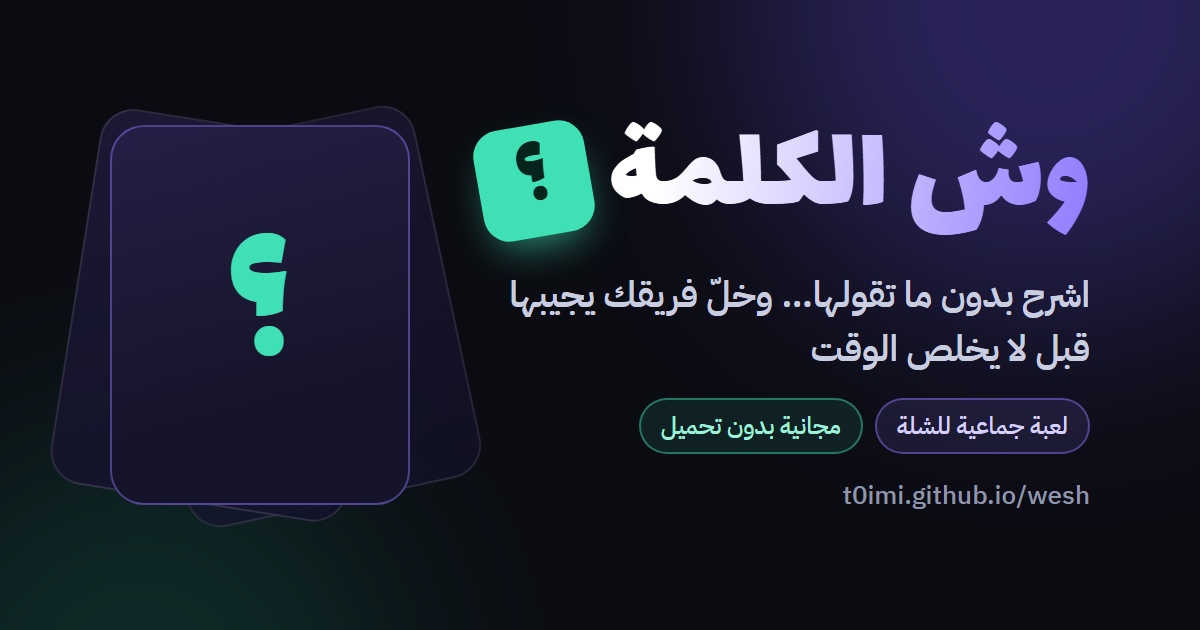 وش الكلمة ؟
؟
اشرح بدون ما تقولها... وخلّ فريقك يجيبها
قبل لا يخلص الوقت
لعبة جماعية للشلة
مجانية بدون تحميل
t0imi.github.io/wesh